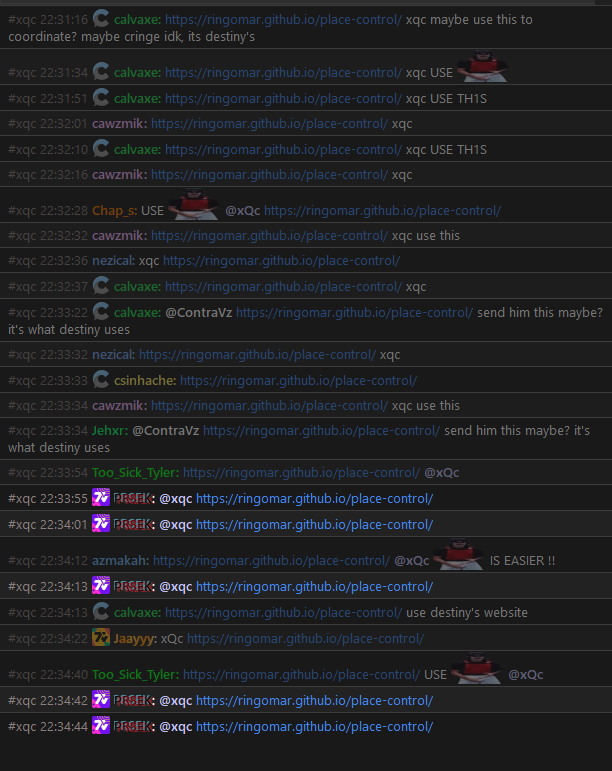 #xqc 22:31:16 calvaxe: https://ringomar.github.io/place-control/ xqc maybe use this to
coordinate? maybe cringe idk, its destiny's
#xqc 22:31:34 calvaxe: https://ringomar.github.io/place-control/ xqc USE
#xqc 22:31:51 calvaxe: https://ringomar.github.io/place-control/ xqc USE TH1S
#xqc 22:32:01 cawzmik: https://ringomar.github.io/place-control/ xqc
#xqc 22:32:10 calvaxe: https://ringomar.github.io/place-control/ xqc USE TH1S
#xqc 22:32:16 cawzmik: https://ringomar.github.io/place-control/ xqc
#xqc 22:32:28 Chap_s: USE @xQc https://ringomar.github.io/place-control/
#xqc 22:32:32 cawzmik: https://ringomar.github.io/place-control/ xqc use this
#xqc 22:32:36 nezical: xqc https://ringomar.github.io/place-control/
#xqc 22:32:37 calvaxe: https://ringomar.github.io/place-control/ xqc
#xqc 22:33:22 calvaxe: @ContraVz https://ringomar.github.io/place-control/ send him this maybe?
it's what destiny uses
#xqc 22:33:32 nezical: https://ringomar.github.io/place-control/ xqc
#xqc 22:33:33 csinhache: https://ringomar.github.io/place-control/
#xqc 22:33:34 cawzmik: https://ringomar.github.io/place-control/ xqc use this
#xqc 22:33:34 Jehxr: @ContraVz https://ringomar.github.io/place-control/ send him this maybe? it's
what destiny uses
#xqc 22:33:54 Too_Sick_Tyler: https://ringomar.github.io/place-control/ @xQc
#xqc 22:33:55 : @xqc https://ringomar.github.io/place-control/
#xqc 22:34:01 : @xqc https://ringomar.github.io/place-control/
#xqc 22:34:12 azmakah: https://ringomar.github.io/place-control/ @xQc IS EASIER !!
#xqc 22:34:13 : @xqc https://ringomar.github.io/place-control/
#xqc 22:34:13 calvaxe: https://ringomar.github.io/place-control/ use destiny's website
#xqc 22:34:22 Jaayyy: xQc https://ringomar.github.io/place-control/
#xqc 22:34:40 Too_Sick_Tyler: https://ringomar.github.io/place-control/ USE @xQc
#xqc 22:34:42 : @xqc https://ringomar.github.io/place-control/
#xqc 22:34:44 : @xqc https://ringomar.github.io/place-control/